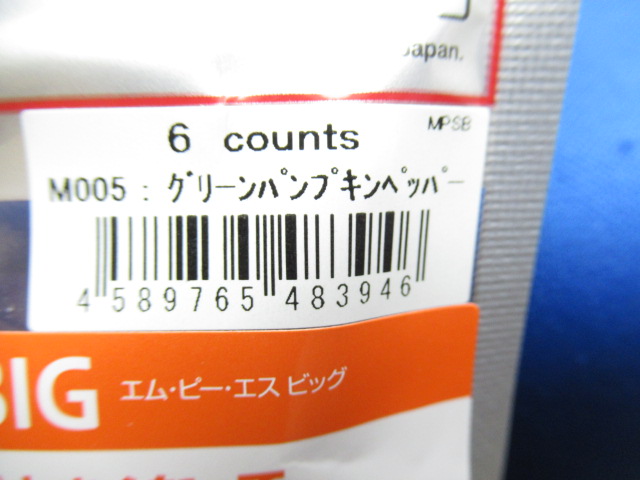 Japan.
6 counts
MPSB
M005 : グリーンパンプキンペッパー
4 589765 483946
BIG エム・ピー・エス ビッグ